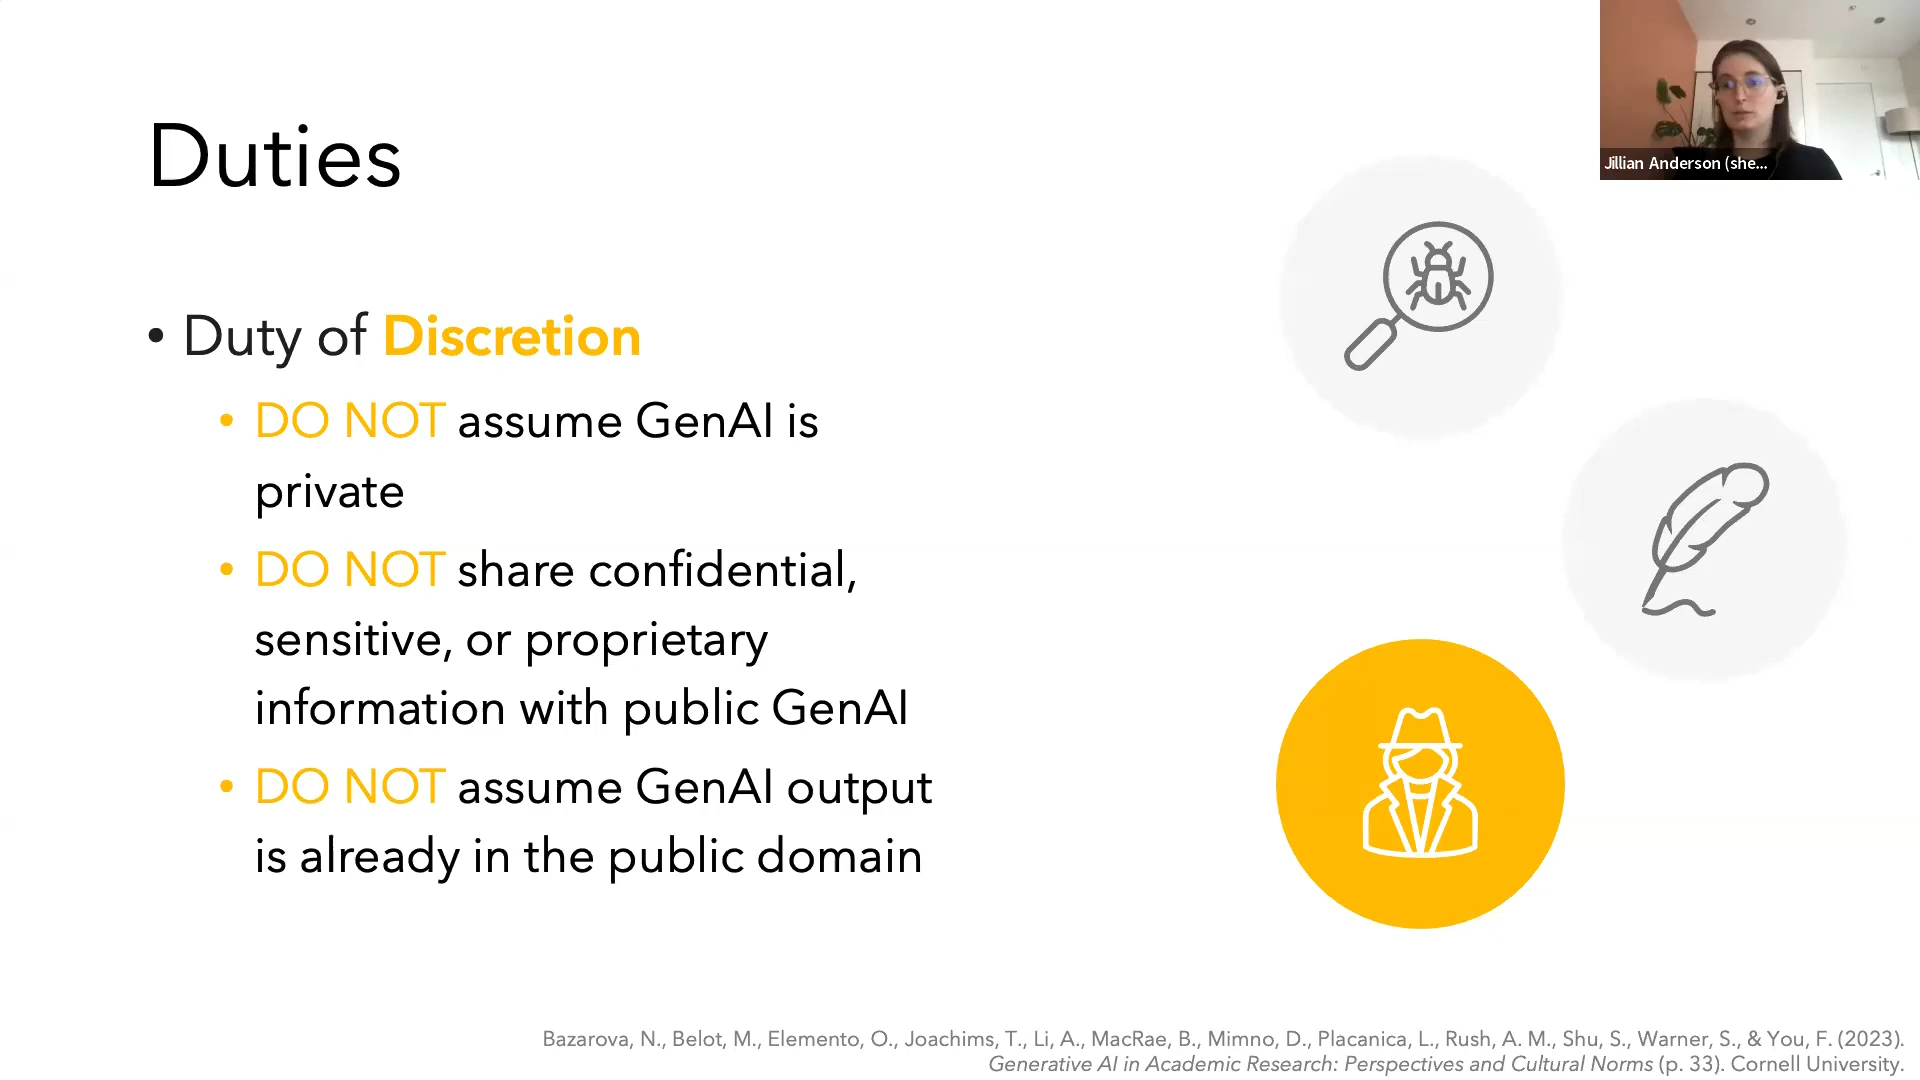 Jillian Anderson (she...
Duties
• Duty of Discretion
• DO NOT assume GenAI is
private
• DO NOT share confidential,
sensitive, or proprietary
information with public GenAI
• DO NOT assume GenAI output
is already in the public domain
Bazarova, N., Belot, M., Elemento, O., Joachims, T., Li, A., MacRae, B., Mimno, D., Placanica, L., Rush, A. M., Shu, S., Warner, S., & You, F. (2023).
Generative AI in Academic Research: Perspectives and Cultural Norms (p. 33). Cornell University.